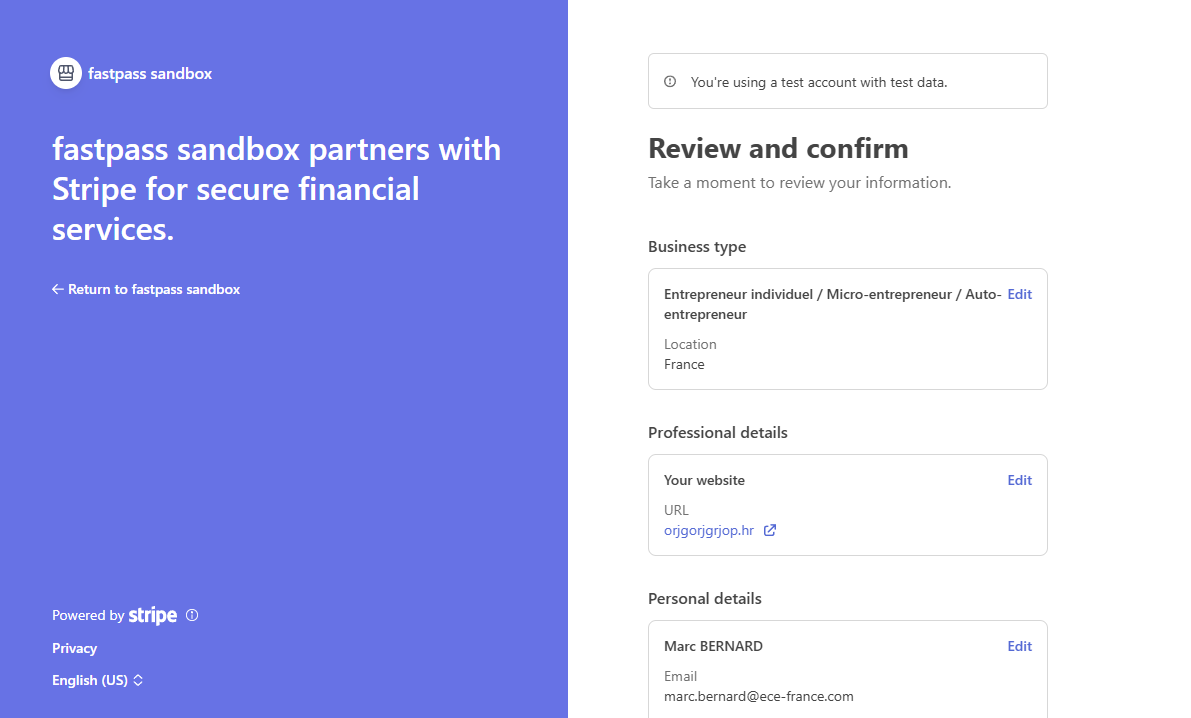 fastpass sandbox
fastpass sandbox partners with
Stripe for secure financial
services.
Return to fastpass sandbox
Powered by stripe
Privacy
English (US)
You're using a test account with test data.
Review and confirm
Take a moment to review your information.
Business type
Entrepreneur individuel / Micro-entrepreneur / Auto- Edit
entrepreneur
Location
France
Professional details
Your website Edit
URL
orjgorjgrjop.hr
Personal details
Marc BERNARD Edit
Email
marc.bernard@ece-france.com